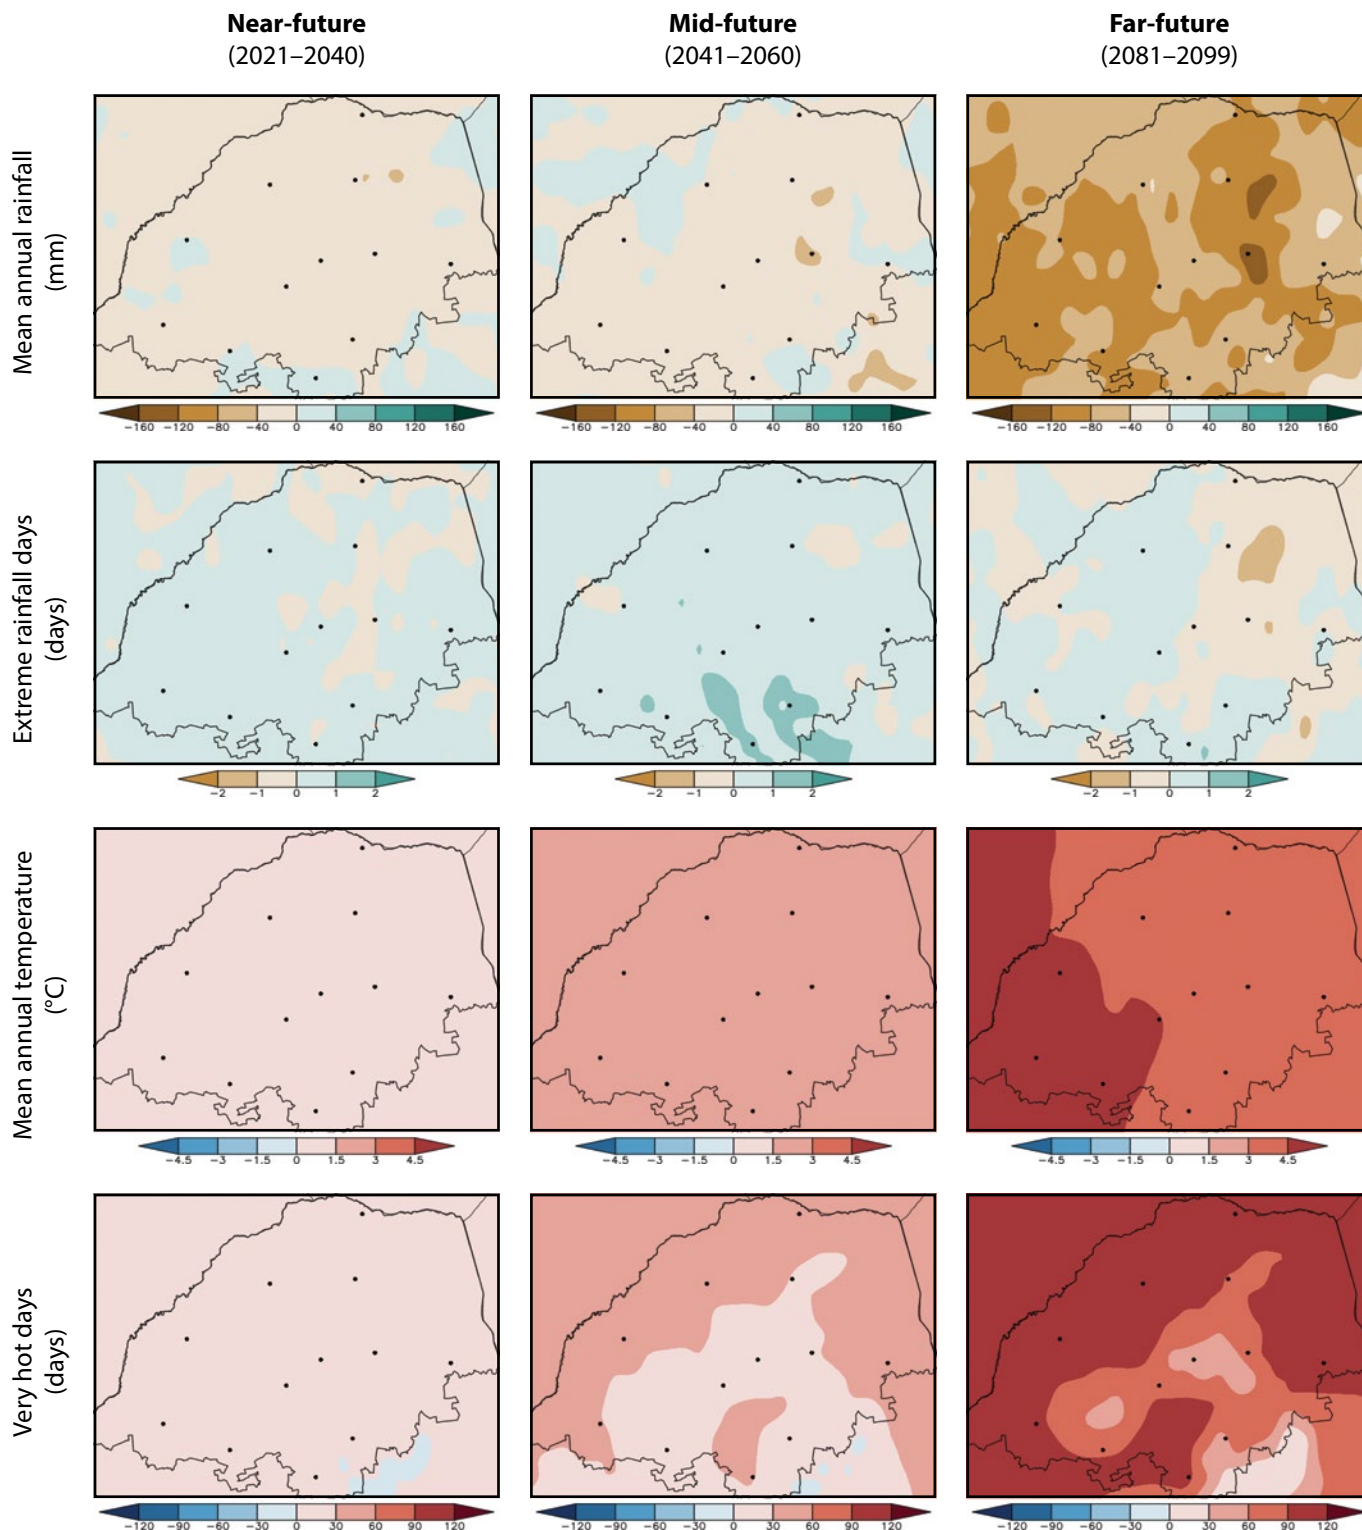 Near-future
(2021–2040)
Mid-future
(2041–2060)
Far-future
(2081–2099)
Mean annual rainfall
(mm)
−160 −120 −80 −40 0 40 80 120 160
−160 −120 −80 −40 0 40 80 120 160
−160 −120 −80 −40 0 40 80 120 160
Extreme rainfall days
(days)
−2 −1 0 1 2
−2 −1 0 1 2
−2 −1 0 1 2
Mean annual temperature
(°C)
−4.5 −3 −1.5 0 1.5 3 4.5
−4.5 −3 −1.5 0 1.5 3 4.5
−4.5 −3 −1.5 0 1.5 3 4.5
Very hot days
(days)
−120 −90 −60 −30 0 30 60 90 120
−120 −90 −60 −30 0 30 60 90 120
−120 −90 −60 −30 0 30 60 90 120